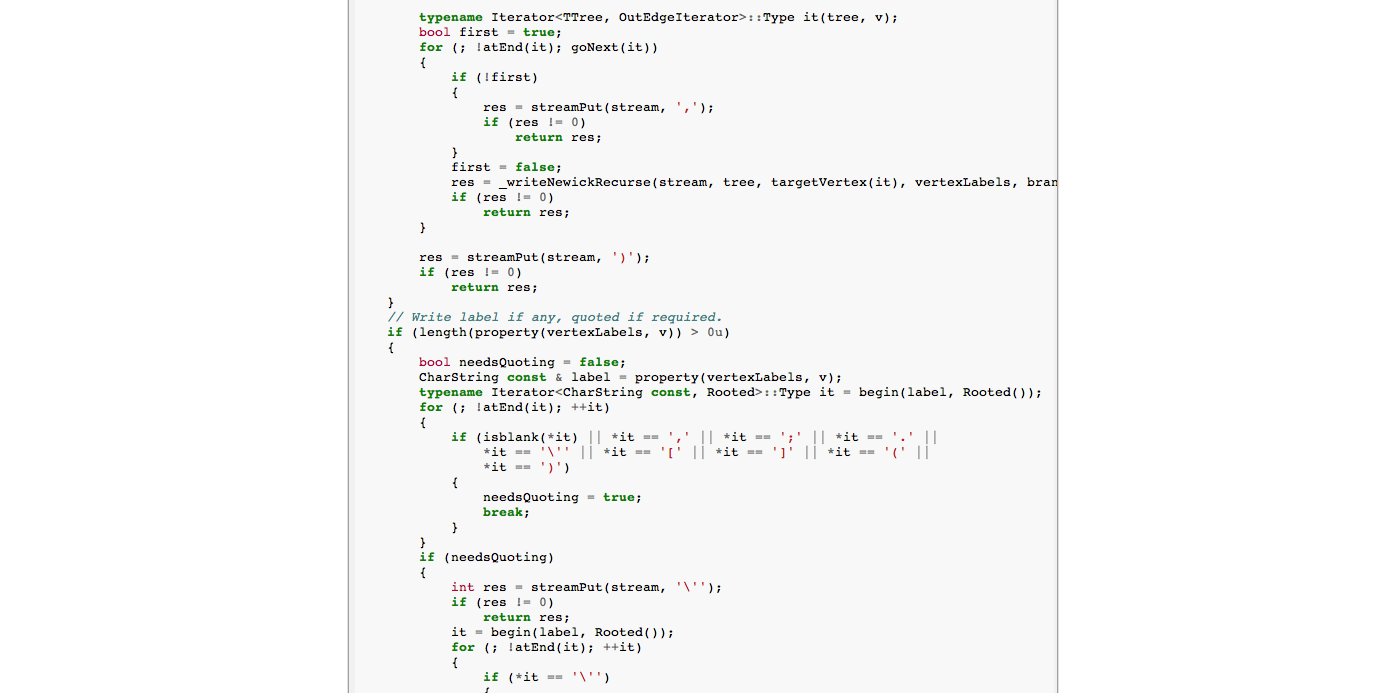 typename Iterator<TTree, OutEdgeIterator>::Type it(tree, v);
bool first = true;
for (; !atEnd(it); goNext(it))
{
if (!first)
{
res = streamPut(stream, ',');
if (res != 0)
return res;
}
first = false;
res = _writeNewickRecurse(stream, tree, targetVertex(it), vertexLabels, bran
if (res != 0)
return res;
}
res = streamPut(stream, ')');
if (res != 0)
return res;
}
// Write label if any, quoted if required.
if (length(property(vertexLabels, v)) > 0u)
{
bool needsQuoting = false;
CharString const & label = property(vertexLabels, v);
typename Iterator<CharString const, Rooted>::Type it = begin(label, Rooted());
for (; !atEnd(it); ++it)
{
if (isblank(*it) || *it == ',' || *it == ';' || *it == '.' ||
*it == '\'' || *it == '[' || *it == ']' || *it == '(' ||
*it == ')')
{
needsQuoting = true;
break;
}
}
if (needsQuoting)
{
int res = streamPut(stream, '\'');
if (res != 0)
return res;
it = begin(label, Rooted());
for (; !atEnd(it); ++it)
{
if (*it == '\'')
{